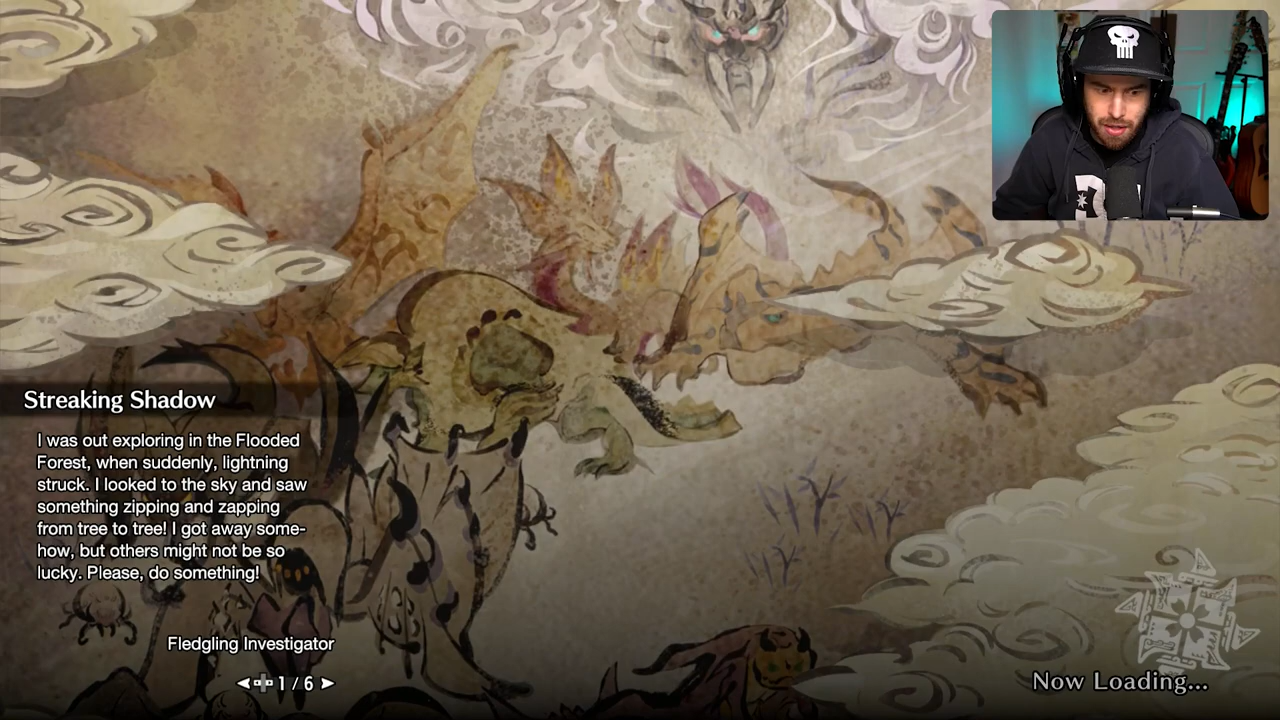 Streaking Shadow
I was out exploring in the Flooded
Forest, when suddenly, lightning
struck. I looked to the sky and saw
something zipping and zapping
from tree to tree! I got away some-
how, but others might not be so
lucky. Please, do something!
Fledgling Investigator
1 / 6
Now Loading...